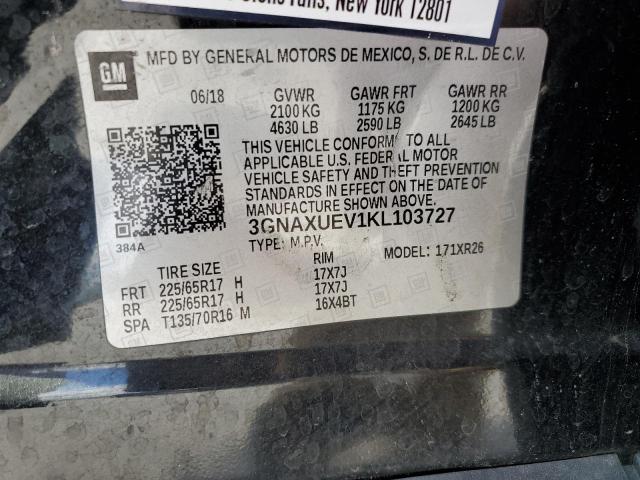 Glens Falls, New York 12801
GM
MFD BY GENERAL MOTORS DE MEXICO, S. DE R.L. DE C.V.
06/18 GVWR GAWR FRT GAWR RR
2100 KG 1175 KG 1200 KG
4630 LB 2590 LB 2645 LB
THIS VEHICLE CONFORMS TO ALL
APPLICABLE U.S. FEDERAL MOTOR
VEHICLE SAFETY AND THEFT PREVENTION
STANDARDS IN EFFECT ON THE DATE OF
MANUFACTURE SHOWN ABOVE.
3GNAXUEV1KL103727
384A
TYPE: M.P.V. MODEL: 171XR26
TIRE SIZE RIM
FRT 225/65R17 H 17X7J
RR 225/65R17 H 17X7J
SPA T135/70R16 M 16X4BT